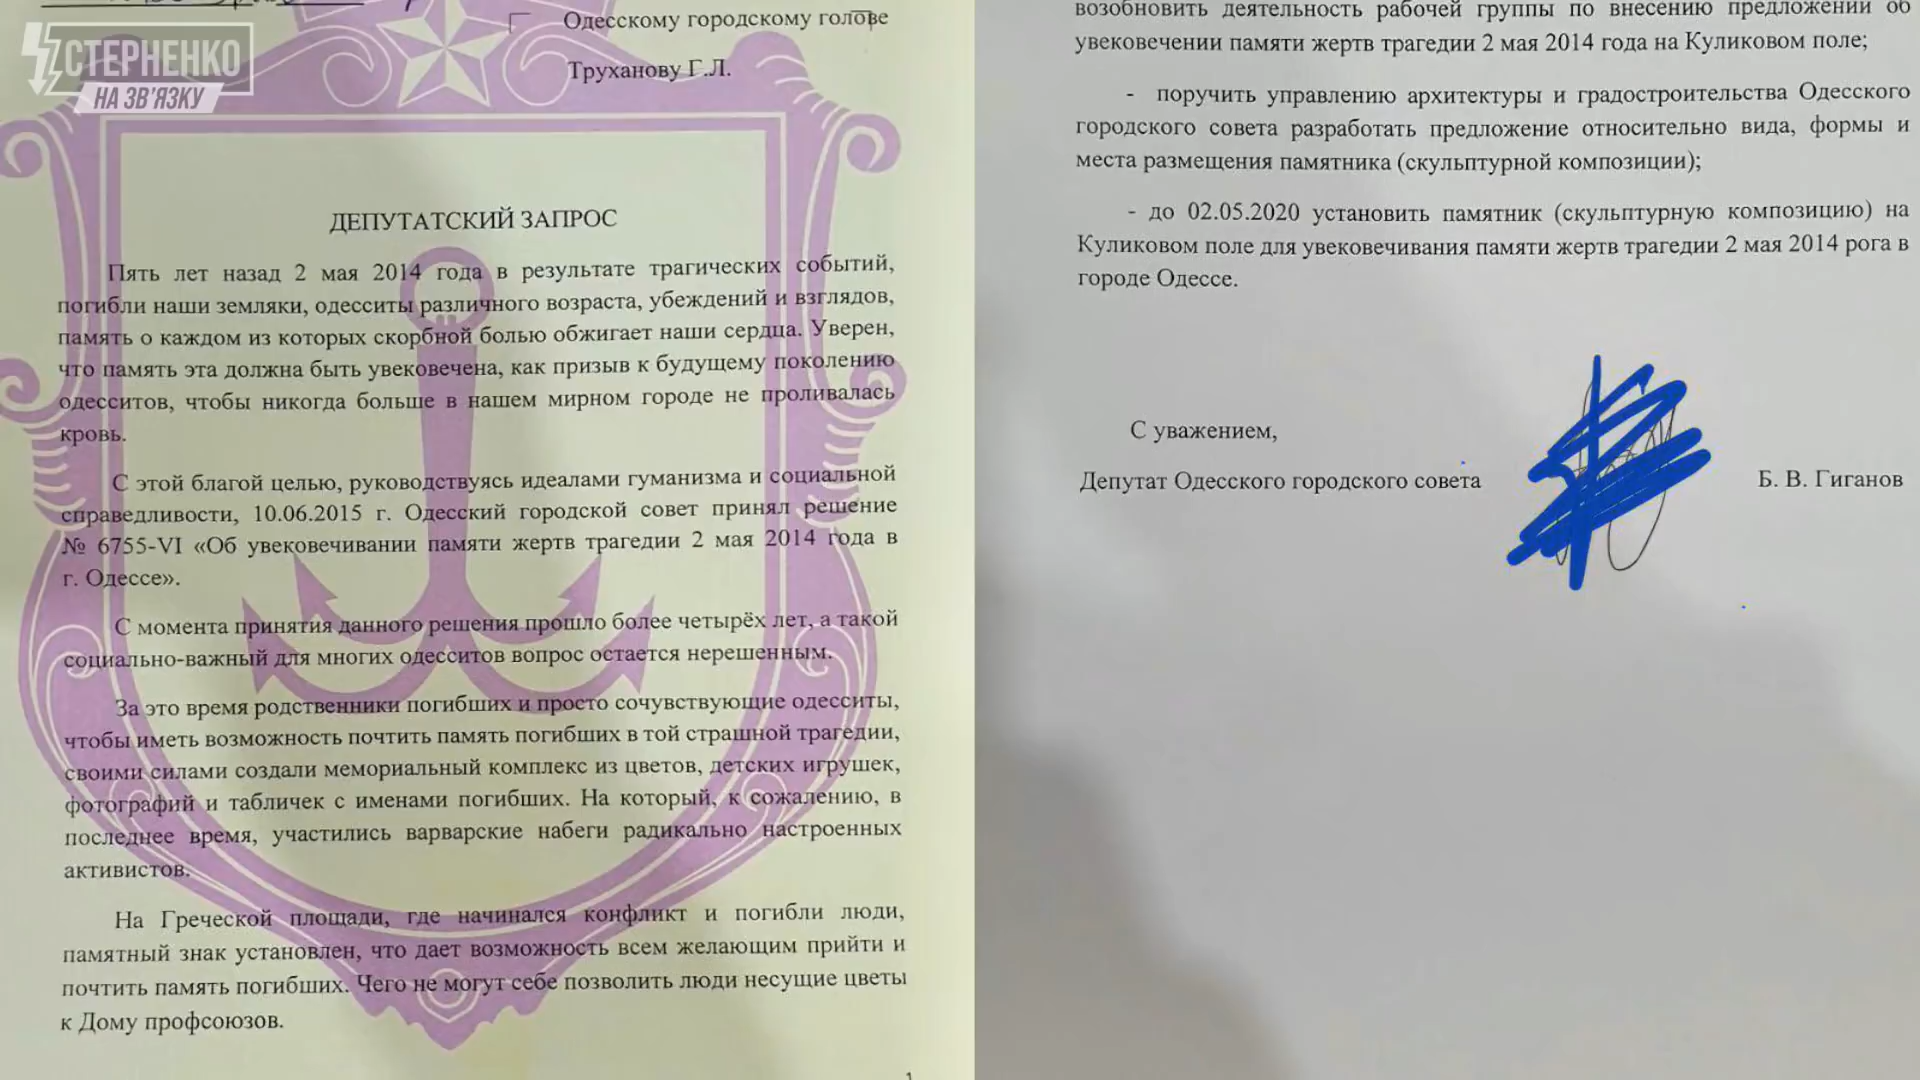 СТЕРНЕНКО
НА ЗВ'ЯЗКУ
Одесскому городскому голове
Труханову Г.Л.
ДЕПУТАТСКИЙ ЗАПРОС
Пять лет назад 2 мая 2014 года в результате трагических событий,
погибли наши земляки, одесситы различного возраста, убеждений и взглядов,
память о каждом из которых скорбной болью обжигает наши сердца. Уверен,
что память эта должна быть увековечена, как призыв к будущему поколению
одесситов, чтобы никогда больше в нашем мирном городе не проливалась
кровь.
С этой благой целью, руководствуясь идеалами гуманизма и социальной
справедливости, 10.06.2015 г. Одесский городской совет принял решение
№ 6755-VI «Об увековечивании памяти жертв трагедии 2 мая 2014 года в
г. Одессе».
С момента принятия данного решения прошло более четырёх лет, а такой
социально-важный для многих одесситов вопрос остается нерешенным.
За это время родственники погибших и просто сочувствующие одесситы,
чтобы иметь возможность почтить память погибших в той страшной трагедии,
своими силами создали мемориальный комплекс из цветов, детских игрушек,
фотографий и табличек с именами погибших. На который, к сожалению, в
последнее время, участились варварские набеги радикально настроенных
активистов.
На Греческой площади, где начинался конфликт и погибли люди,
памятный знак установлен, что дает возможность всем желающим прийти и
почтить память погибших. Чего не могут себе позволить люди несущие цветы
к Дому профсоюзов.
1
возобновить деятельность рабочей группы по внесению предложений об
увековечении памяти жертв трагедии 2 мая 2014 года на Куликовом поле;
- поручить управлению архитектуры и градостроительства Одесского
городского совета разработать предложение относительно вида, формы и
места размещения памятника (скульптурной композиции);
- до 02.05.2020 установить памятник (скульптурную композицию) на
Куликовом поле для увековечивания памяти жертв трагедии 2 мая 2014 рога в
городе Одессе.
С уважением,
Депутат Одесского городского совета Б. В. Гиганов